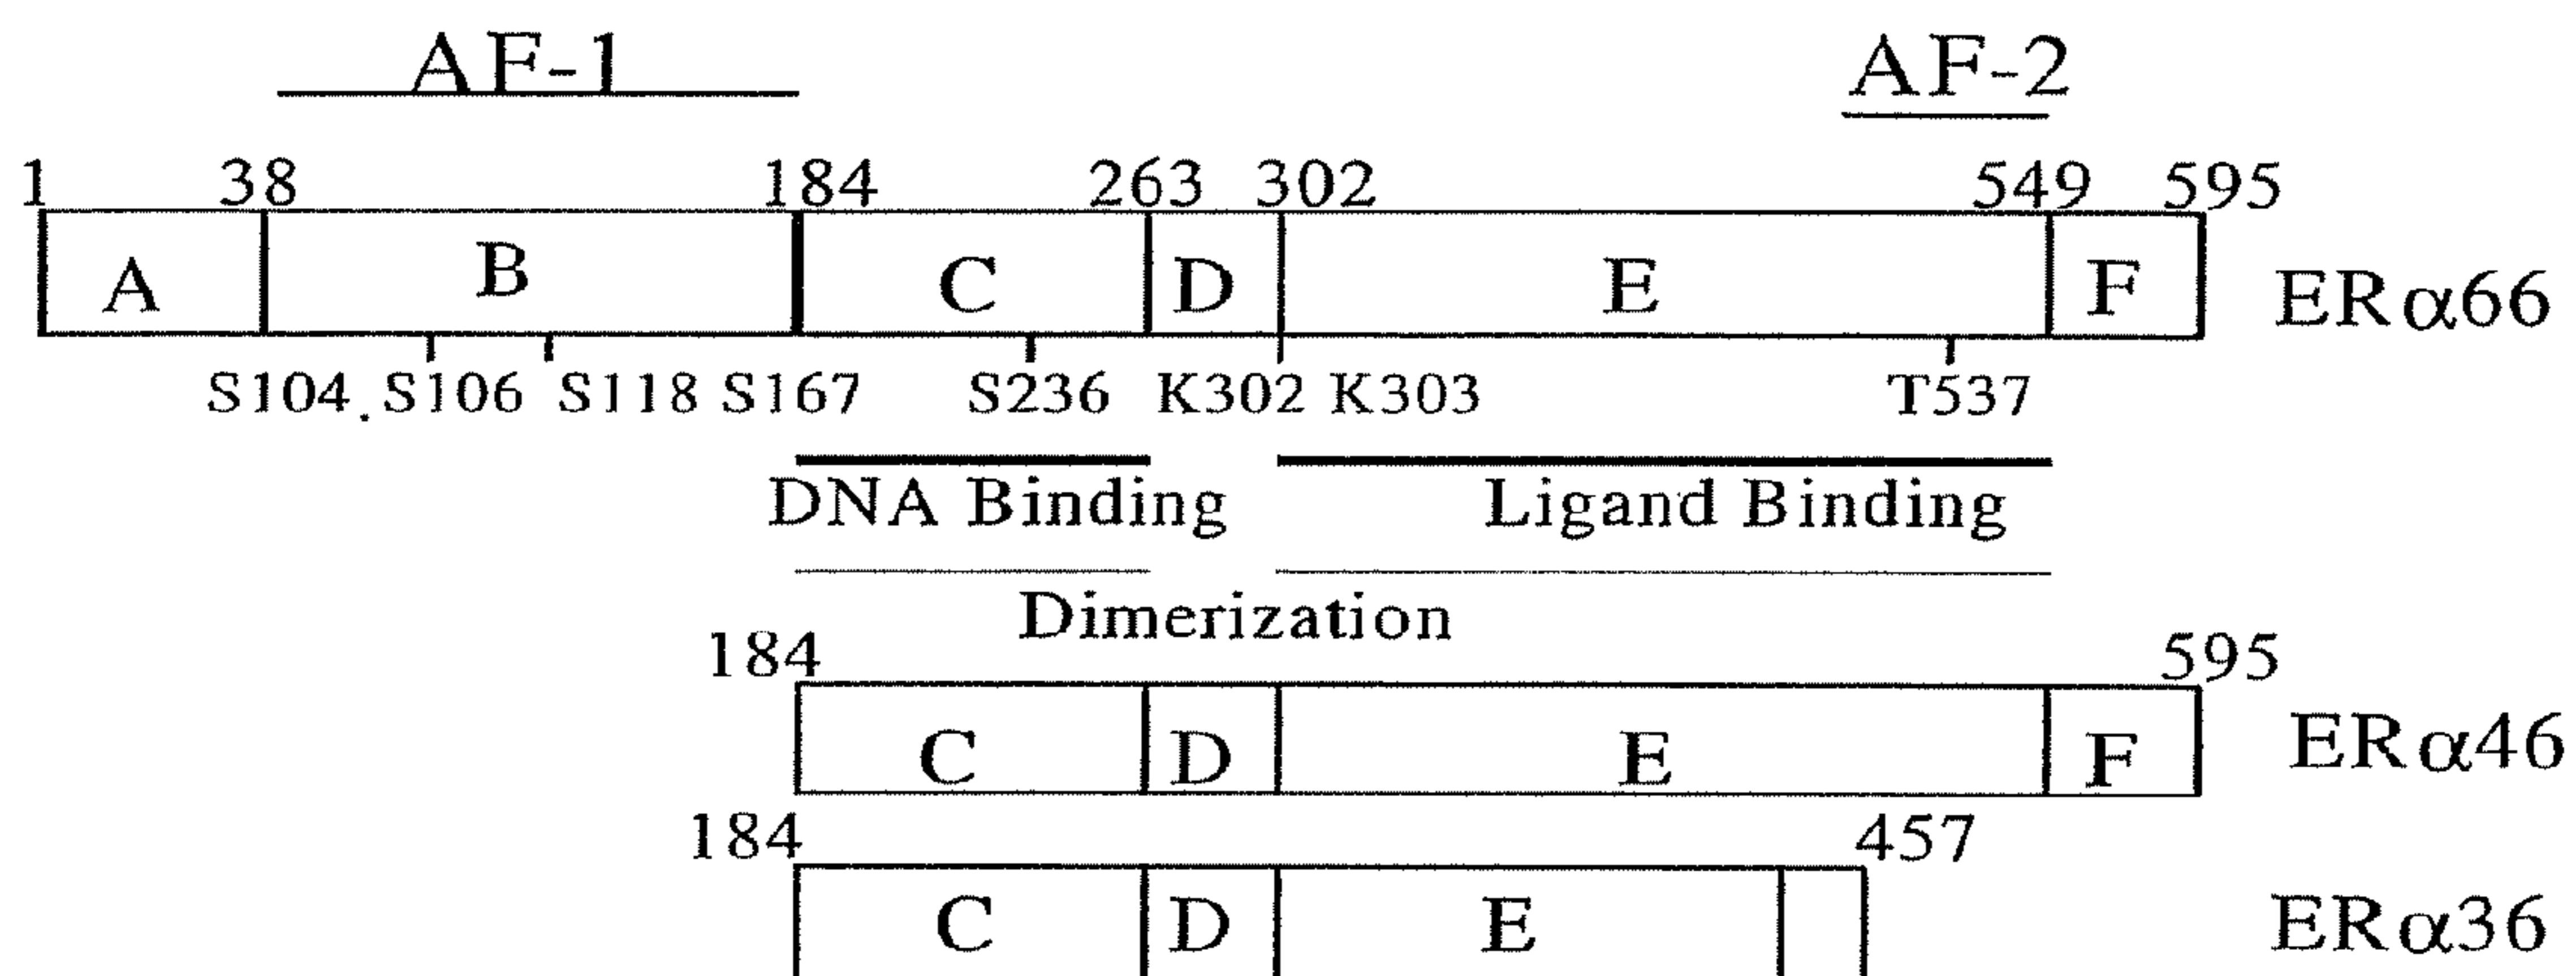 AF-1 AF-2
1 38 184 263 302 549 595
A B C D E F ERα66
S104. S106 S118 S167 S236 K302 K303 T537
DNA Binding Ligand Binding
Dimerization
184 595
C D E F ERα46
184 457
C D E ERα36